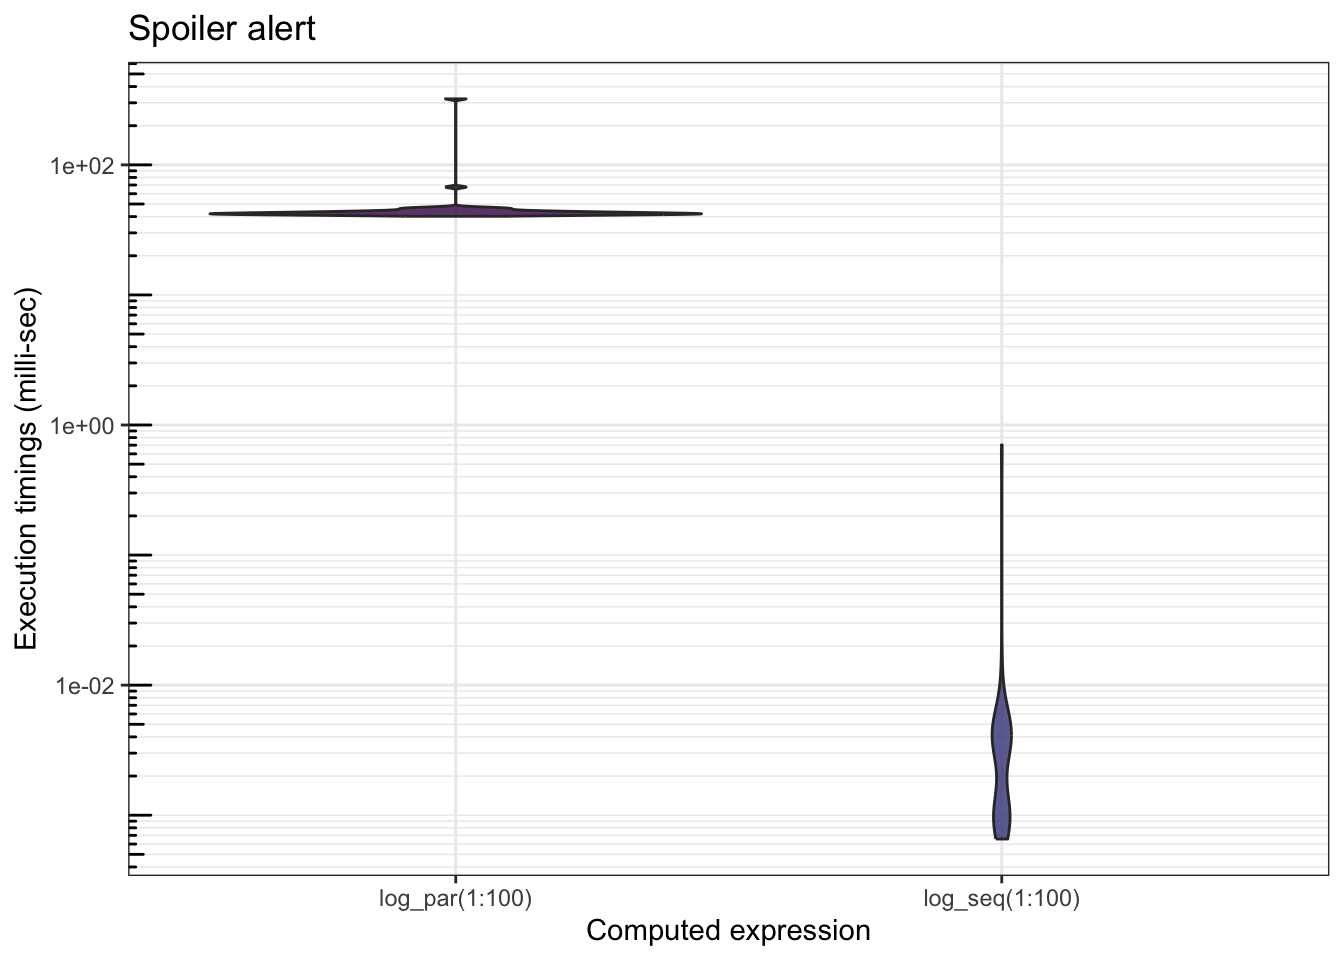 Spoiler alert
1e+02
1e+00
1e-02
Execution timings (milli-sec)
log_par(1:100)
log_seq(1:100)
Computed expression